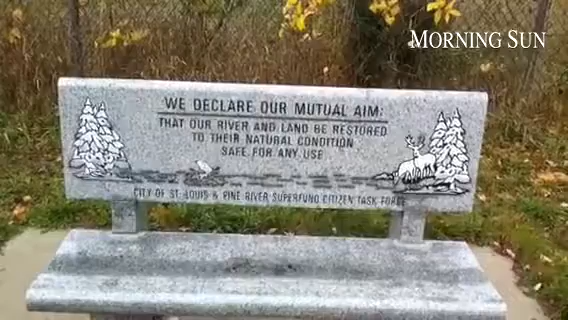 MORNING SUN
WE DECLARE OUR MUTUAL AIM:
THAT OUR RIVER AND LAND BE RESTORED
TO THEIR NATURAL CONDITION
SAFE FOR ANY USE
CITY OF ST. LOUIS & PINE RIVER SUPERFUND CITIZEN TASK FORCE